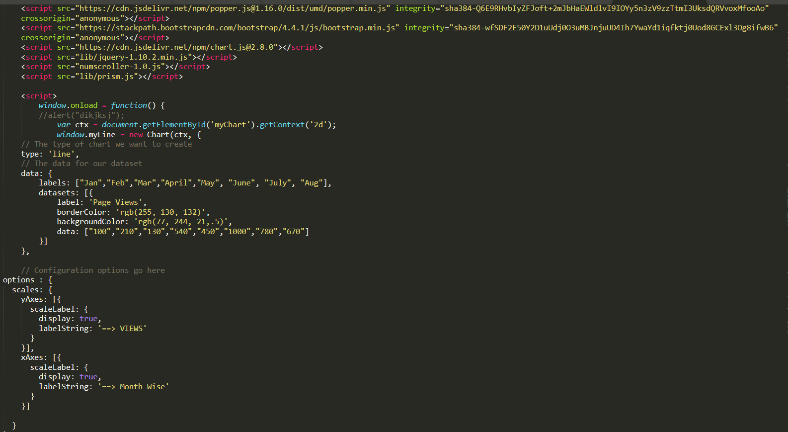 <script src="https://cdn.jsdelivr.net/npm/popper.js@1.16.0/dist/umd/popper.min.js" integrity="sha384-Q6E9RHvbIyZFJoft+2mJbHaEWldlvI9IOYy5n3zV9zzTtmI3UksdQRVvoxMfooAo"
crossorigin="anonymous"></script>
<script src="https://stackpath.bootstrapcdn.com/bootstrap/4.4.1/js/bootstrap.min.js" integrity="sha384-wfSDF2E50Y2D1uUdj0O3uMBJnjuUD4Ih7YwaYd1iqfktj0Uod8GCExl3Og8ifwB6"
crossorigin="anonymous"></script>
<script src="https://cdn.jsdelivr.net/npm/chart.js@2.8.0"></script>
<script src="lib/jquery-1.10.2.min.js"></script>
<script src="numscroller-1.0.js"></script>
<script src="lib/prism.js"></script>
<script>
window.onload = function() {
//alert("dikjksj");
var ctx = document.getElementById('myChart').getContext('2d');
window.myLine = new Chart(ctx, {
// The type of chart we want to create
type: 'line',
// The data for our dataset
data: {
labels: ["Jan","Feb","Mar","April","May", "June", "July", "Aug"],
datasets: [{
label: 'Page Views',
borderColor: 'rgb(255, 130, 132)',
backgroundColor: 'rgb(77, 244, 21,.5)',
data: ["100","210","130","540","450","1000","780","670"]
}]
},
// Configuration options go here
options : {
scales: {
yAxes: [{
scaleLabel: {
display: true,
labelString: '==> VIEWS'
}
}],
xAxes: [{
scaleLabel: {
display: true,
labelString: '==> Month Wise'
}
}]
}